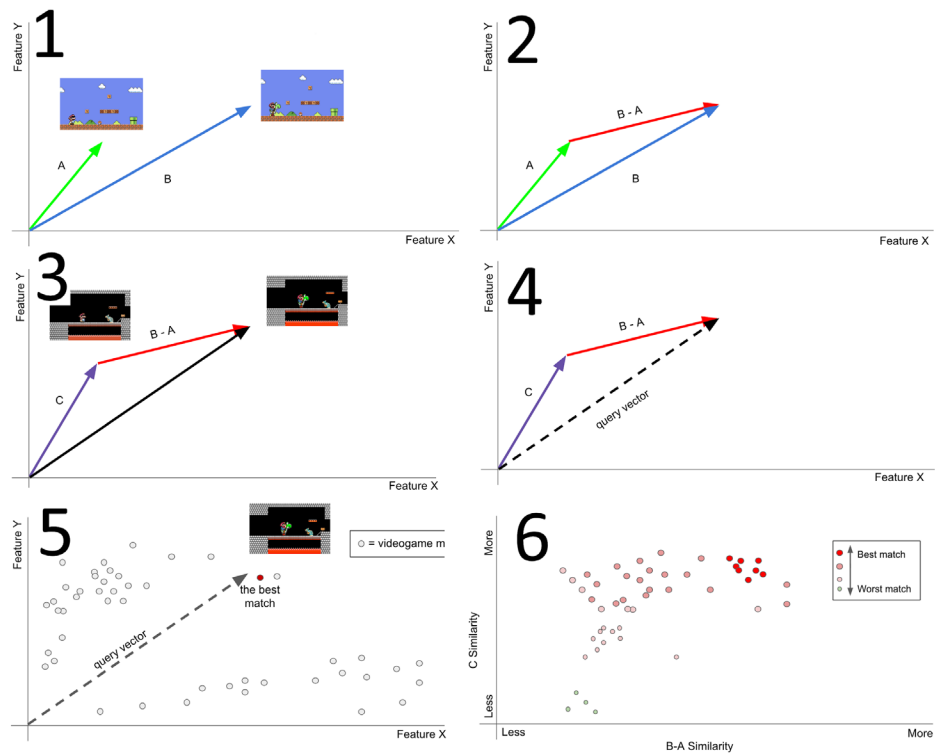 1
Feature Y
A
B
Feature X
2
Feature Y
B - A
A
B
Feature X
3
Feature Y
B - A
C
Feature X
4
Feature Y
B - A
C
query vector
Feature X
5
Feature Y
= videogame m
the best
match
query vector
Feature X
6
More
C Similarity
Less
Best match
Worst match
Less
More
B-A Similarity